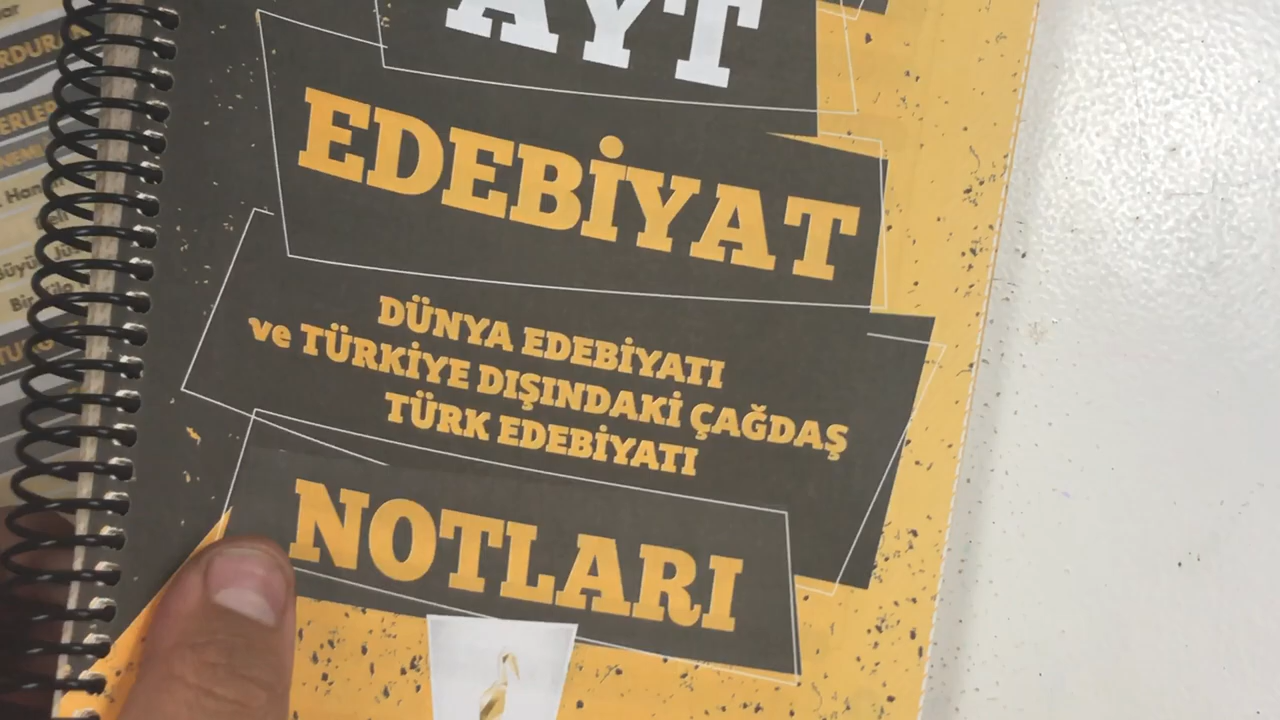 AYT
EDEBİYAT
DÜNYA EDEBİYATI
ve TÜRKİYE DIŞINDAKİ ÇAĞDAŞ
TÜRK EDEBİYATI
NOTLARI